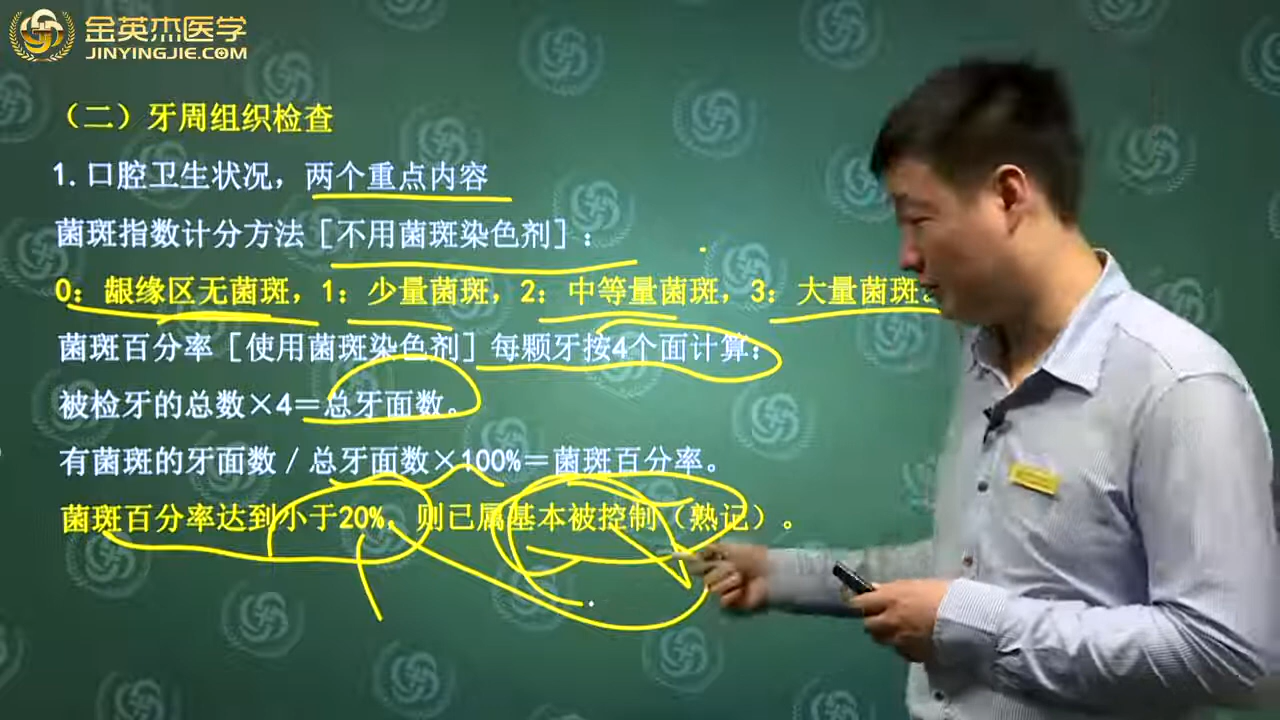 金英杰医学
JINYINGJIE.COM
（二）牙周组织检查
1.口腔卫生状况，两个重点内容
菌斑指数计分方法［不用菌斑染色剂］：
0：龈缘区无菌斑，1：少量菌斑，2：中等量菌斑，3：大量菌斑。
菌斑百分率［使用菌斑染色剂］每颗牙按4个面计算：
被检牙的总数×4＝总牙面数。
有菌斑的牙面数／总牙面数×100%＝菌斑百分率。
菌斑百分率达到小于20%，则已属基本被控制（熟记）。